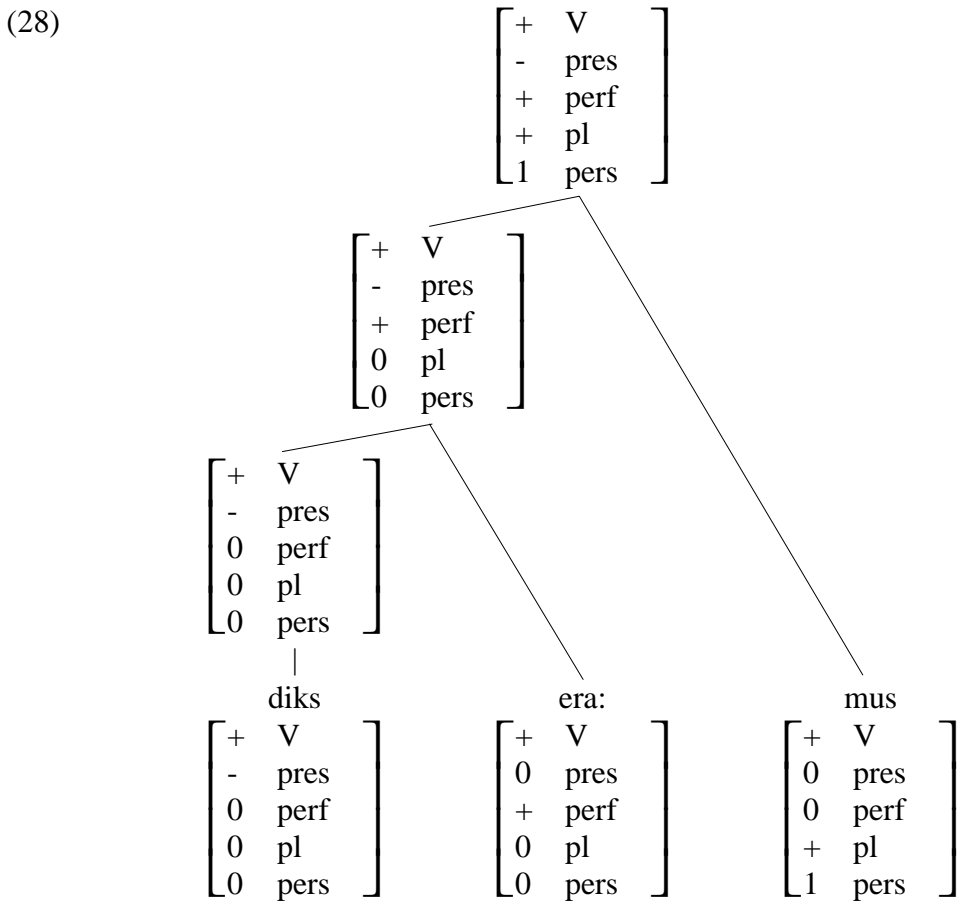 (28)
+ V
- pres
+ perf
+ pl
1 pers
+ V
- pres
+ perf
0 pl
0 pers
+ V
- pres
0 perf
0 pl
0 pers
diks era: mus
+ V + V + V
- pres 0 pres 0 pres
0 perf + perf 0 perf
0 pl 0 pl + pl
0 pers 0 pers 1 pers